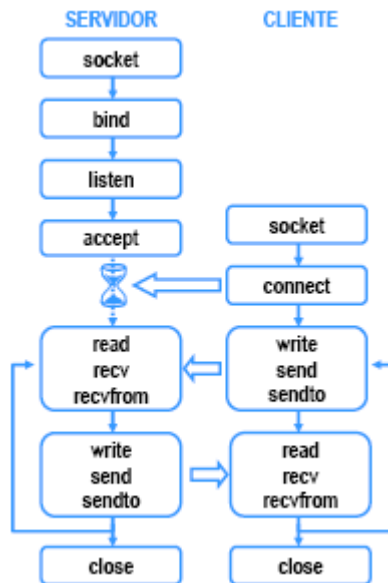 SERVIDOR
CLIENTE
socket
bind
listen
accept
socket
connect
read
recv
recvfrom
write
send
sendto
write
send
sendto
read
recv
recvfrom
close
close